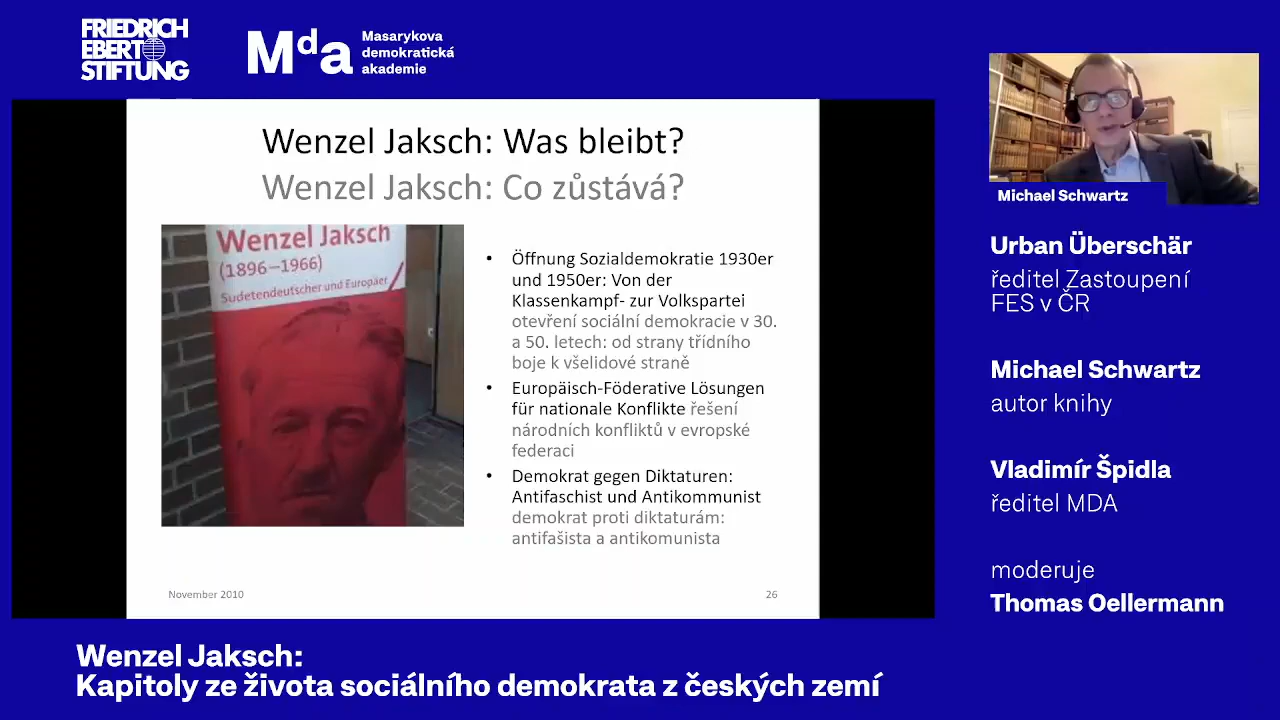 FRIEDRICH
EBERT
STIFTUNG
Mda
Masarykova
demokratická
akademie
Wenzel Jaksch: Was bleibt?
Wenzel Jaksch: Co zůstává?
Wenzel Jaksch
(1896–1966)
Sudetendeutscher und Europäer
• Öffnung Sozialdemokratie 1930er
und 1950er: Von der
Klassenkampf- zur Volkspartei
otevření sociální demokracie v 30.
a 50. letech: od strany třídního
boje k všelidové straně
• Europäisch-Föderative Lösungen
für nationale Konflikte řešení
národních konfliktů v evropské
federaci
• Demokrat gegen Diktaturen:
Antifaschist und Antikommunist
demokrat proti diktaturám:
antifašista a antikomunista
November 2010
26
Michael Schwartz
Urban Überschär
ředitel Zastoupení
FES v ČR
Michael Schwartz
autor knihy
Vladimír Špidla
ředitel MDA
moderuje
Thomas Oellermann
Wenzel Jaksch:
Kapitoly ze života sociálního demokrata z českých zemí